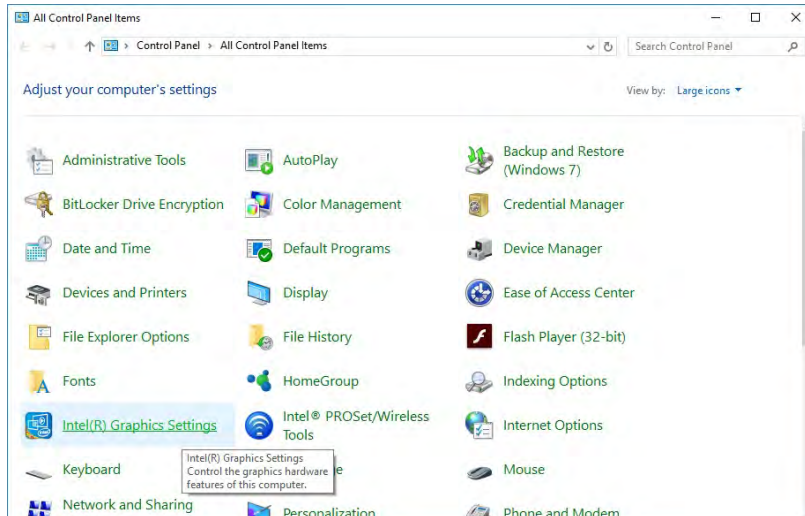 All Control Panel Items
Control Panel > All Control Panel Items
Search Control Panel
Adjust your computer's settings
View by: Large icons
Administrative Tools
AutoPlay
Backup and Restore
(Windows 7)
BitLocker Drive Encryption
Color Management
Credential Manager
Date and Time
Default Programs
Device Manager
Devices and Printers
Display
Ease of Access Center
File Explorer Options
File History
Flash Player (32-bit)
Fonts
HomeGroup
Indexing Options
Intel(R) Graphics Settings
Intel® PROSet/Wireless
Tools
Internet Options
Keyboard
Intel(R) Graphics Settings
Control the graphics hardware
features of this computer.
Mouse
Network and Sharing
Personalization
Phone and Modem